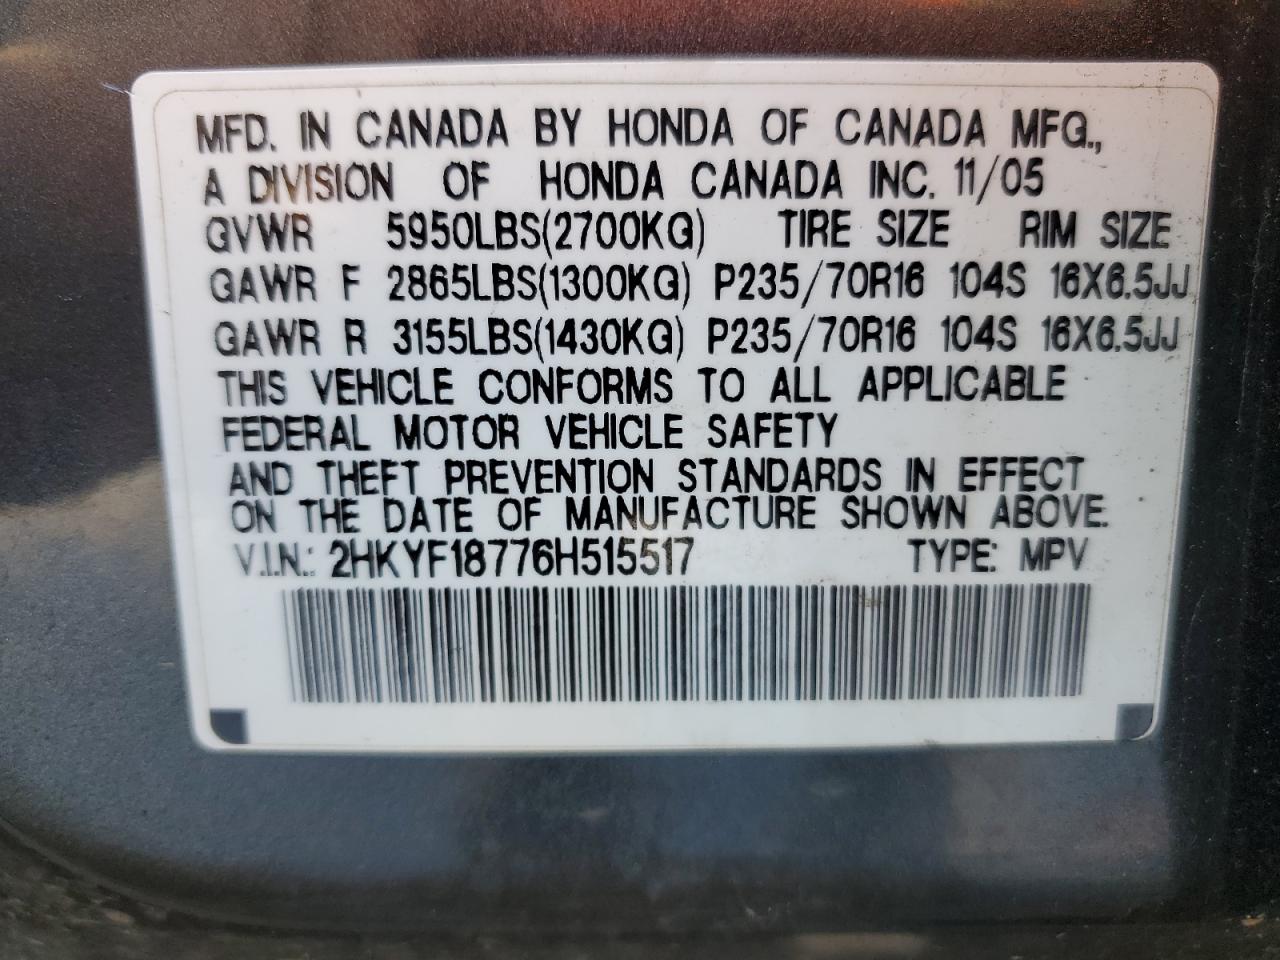 MFD. IN CANADA BY HONDA OF CANADA MFG.,
A DIVISION OF HONDA CANADA INC. 11/05
GVWR 5950LBS(2700KG) TIRE SIZE RIM SIZE
GAWR F 2865LBS(1300KG) P235/70R16 104S 16X6.5JJ
GAWR R 3155LBS(1430KG) P235/70R16 104S 16X6.5JJ
THIS VEHICLE CONFORMS TO ALL APPLICABLE
FEDERAL MOTOR VEHICLE SAFETY
AND THEFT PREVENTION STANDARDS IN EFFECT
ON THE DATE OF MANUFACTURE SHOWN ABOVE.
V.I.N.: 2HKYF18776H515517 TYPE: MPV